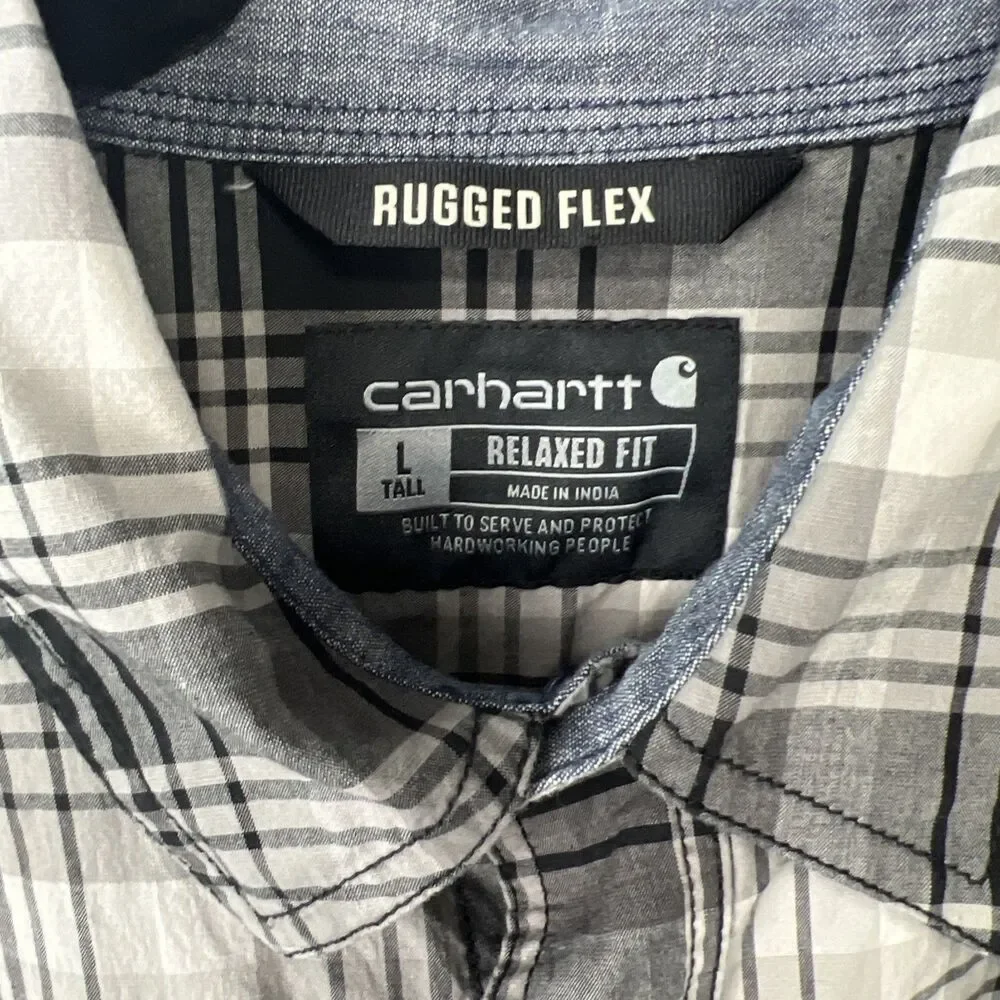 RUGGED FLEX
carhartt
L
TALL
RELAXED FIT
MADE IN INDIA
BUILT TO SERVE AND PROTECT
HARDWORKING PEOPLE